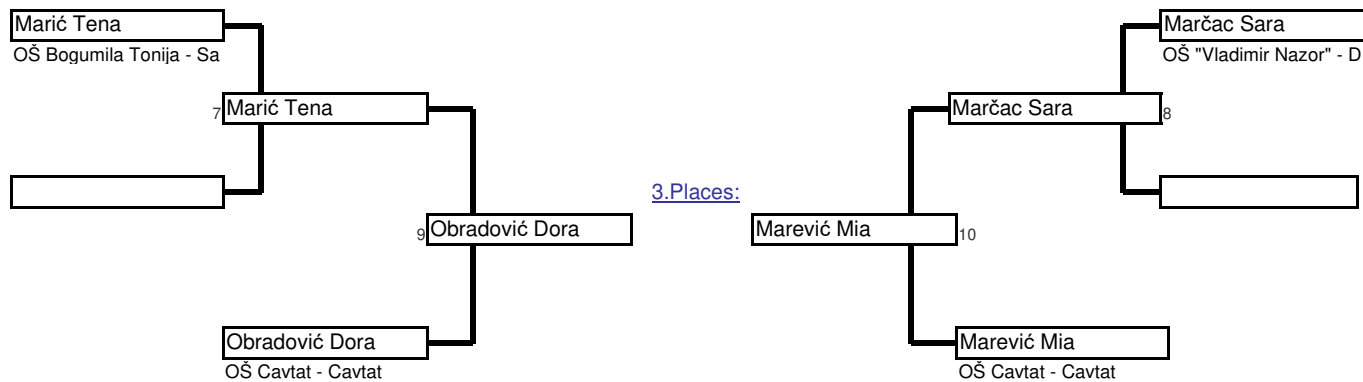 Marić Tena
OŠ Bogumila Tonija - Sa
Marčac Sara
OŠ "Vladimir Nazor" - D
7 Marić Tena
Marčac Sara 8
3.Places:
9 Obradović Dora
Marević Mia 10
Obradović Dora
OŠ Cavtat - Cavtat
Marević Mia
OŠ Cavtat - Cavtat